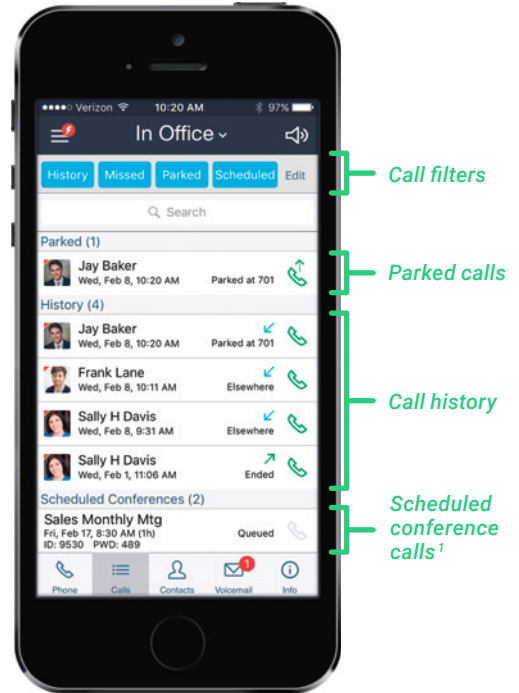 Verizon 10:20 AM 97%
In Office
History Missed Parked Scheduled Edit
Call filters
Search
Parked (1)
Jay Baker
Wed, Feb 8, 10:20 AM Parked at 701
Parked calls
History (4)
Jay Baker
Wed, Feb 8, 10:20 AM Parked at 701
Frank Lane
Wed, Feb 8, 10:11 AM Elsewhere
Call history
Sally H Davis
Wed, Feb 8, 9:31 AM Elsewhere
Sally H Davis
Wed, Feb 1, 11:06 AM Ended
Scheduled Conferences (2)
Sales Monthly Mtg
Fri, Feb 17, 8:30 AM (1h) Queued
ID: 9530 PWD: 489
Scheduled
conference
calls¹
1
Phone Calls Contacts Voicemail Info